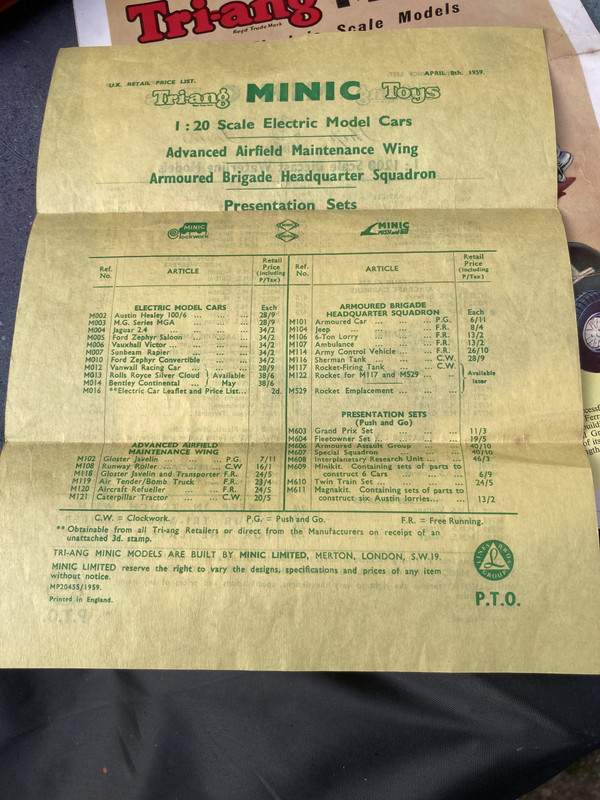 Tri-ang
Regd Trade Mark
Scale Models
U.K. RETAIL PRICE LIST.
APRIL 8th. 1959.
Tri-ang MINIC Toys
1 : 20 Scale Electric Model Cars
Advanced Airfield Maintenance Wing
Armoured Brigade Headquarter Squadron
Presentation Sets
MINIC Clockwork
MINIC
MINIC PUSH and GO
Ref. No. ARTICLE Retail Price (including P/Tax)
ELECTRIC MODEL CARS Each
M002 Austin Healey 100/6 ... ... 28/9
M003 M.G. Series MGA ... ... ... 28/9
M004 Jaguar 2.4 ... ... ... 34/2
M005 Ford Zephyr Saloon ... ... 34/2
M006 Vauxhall Victor ... ... ... 34/2
M007 Sunbeam Rapier ... ... ... 34/2
M010 Ford Zephyr Convertible ... 34/2
M012 Vanwall Racing Car ... ... 28/9
M013 Rolls Royce Silver Cloud } Available 38/6
M014 Bentley Continental ... } May 38/6
M016 **Electric Car Leaflet and Price List... 2d.
ADVANCED AIRFIELD
MAINTENANCE WING
M102 Gloster Javelin ... P.G. 7/11
M108 Runway Roller ... C.W 16/1
M118 Gloster Javelin and Transporter F.R. 24/5
M119 Air Tender/Bomb Truck F.R. 23/4
M120 Aircraft Refueller ... F.R. 24/5
M121 Caterpillar Tractor ... C.W. 20/5
Ref. No. ARTICLE Retail Price (including P/Tax)
ARMOURED BRIGADE
HEADQUARTER SQUADRON Each
M101 Armoured Car ... ... P.G. 6/11
M104 Jeep ... ... ... F.R. 8/4
M106 6-Ton Lorry ... ... F.R. 13/2
M107 Ambulance ... ... F.R. 13/2
M114 Army Control Vehicle ... F.R. 26/10
M116 Sherman Tank ... ... C.W. 28/9
M117 Rocket-Firing Tank ... C.W.
M122 Rocket for M117 and M529 ... } Available later
M529 Rocket Emplacement ... ...
PRESENTATION SETS
(Push and Go)
M603 Grand Prix Set ... ... ... 11/3
M604 Fleetowner Set ... ... ... 19/5
M606 Armoured Assault Group ... 40/10
M607 Special Squadron ... ... 40/10
M608 Interplanetary Research Unit ... 46/3
M609 Minikit. Containing sets of parts to
construct 6 Cars ... ... ... 6/9
M610 Twin Train Set ... ... ... 24/5
M611 Magnakit. Containing sets of parts to
construct six Austin lorries... ... 13/2
C.W. = Clockwork. P.G. = Push and Go. F.R. = Free Running.
**Obtainable from all Tri-ang Retailers or direct from the Manufacturers on receipt of an
unattached 3d. stamp.
TRI-ANG MINIC MODELS ARE BUILT BY MINIC LIMITED, MERTON, LONDON, S.W.19.
MINIC LIMITED reserve the right to vary the designs, specifications and prices of any item
without notice.
MP20455/1959.
Printed in England.
LINES BROS
GROUP
P.T.O.